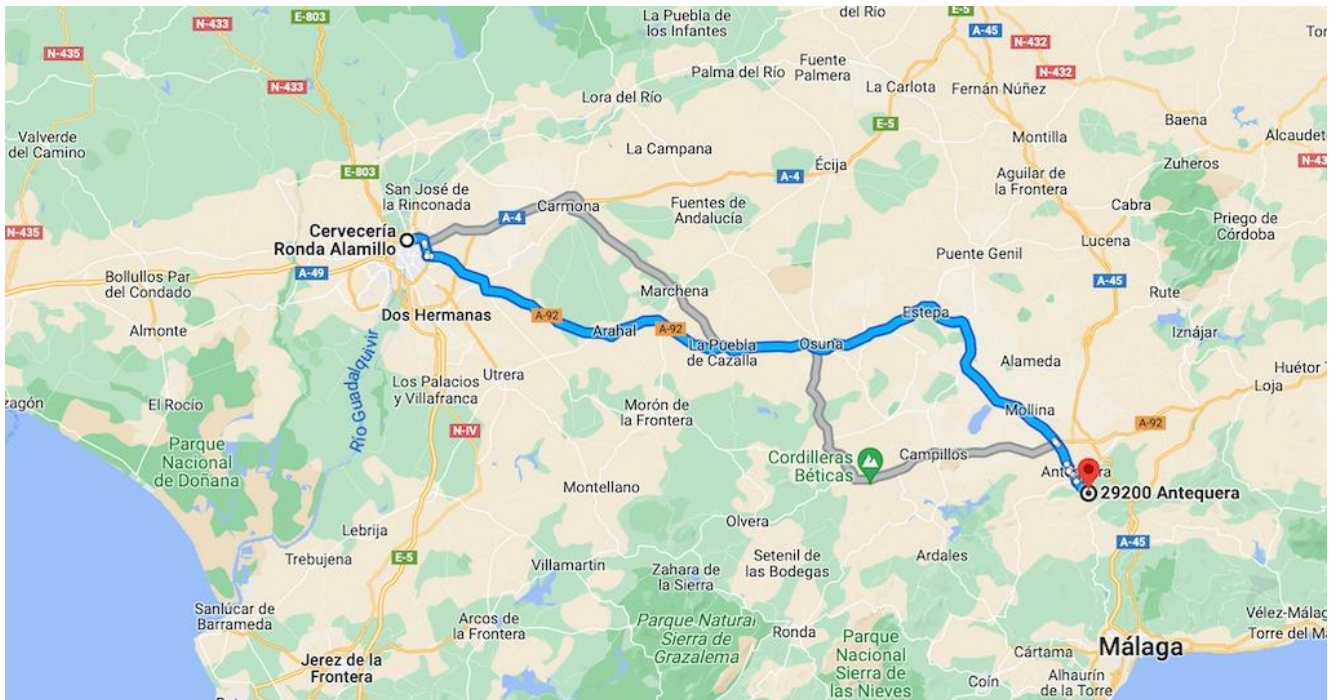 E-803
N-433
N-435
N-433
La Puebla de
los Infantes
del Río
E-5
A-45
N-432
N-432
Palma del Río
Fuente
Palmera
La Carlota
Fernán Núñez
Lora del Río
Valverde
del Camino
E-803
La Campana
Écija
E-5
Montilla
Baena
Alcaudete
Zuheros
San José de
la Rinconada
Carmona
A-4
A-4
Fuentes de
Andalucía
Aguilar de
la Frontera
Cabra
Priego de
Córdoba
N-435
Cervecería
Ronda Alamillo
Lucena
Puente Genil
Bollullos Par
del Condado
A-49
Marchena
A-45
Rute
Dos Hermanas
A-92
Arahal
A-92
Estepa
Iznájar
Almonte
La Puebla
de Cazalla
Osuna
Alameda
Huétor T
Loja
Río Guadalquivir
Utrera
Los Palacios
y Villafranca
El Rocío
Morón de
la Frontera
Mollina
A-92
N-IV
zagón
Parque
Nacional
de Doñana
Cordilleras
Béticas
Campillos
29200 Antequera
Montellano
Olvera
Lebrija
E-5
A-45
Trebujena
Villamartin
Zahara de
la Sierra
Setenil de
las Bodegas
Ardales
Sanlúcar de
Barrameda
Arcos de
la Frontera
Parque Natural
Sierra de
Grazalema
Ronda
Parque
Nacional
Sierra de
las Nieves
Málaga
Vélez-Mála
Torre del M
Jerez de la
Frontera
Cártama
Coín
Alhaurín
de la Torre